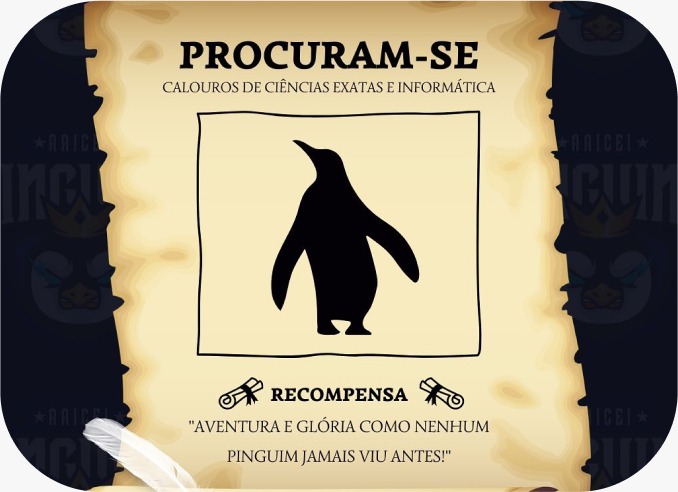 PROCURAM-SE
CALOUROS DE CIÊNCIAS EXATAS E INFORMÁTICA
RECOMPENSA
"AVENTURA E GLÓRIA COMO NENHUM
PINGUIM JAMAIS VIU ANTES!"